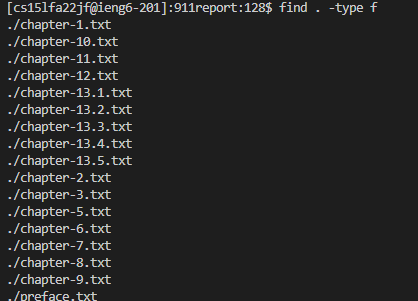 [cs15lfa22jf@ieng6-201]:911report:128$ find . -type f
./chapter-1.txt
./chapter-10.txt
./chapter-11.txt
./chapter-12.txt
./chapter-13.1.txt
./chapter-13.2.txt
./chapter-13.3.txt
./chapter-13.4.txt
./chapter-13.5.txt
./chapter-2.txt
./chapter-3.txt
./chapter-5.txt
./chapter-6.txt
./chapter-7.txt
./chapter-8.txt
./chapter-9.txt
./preface.txt